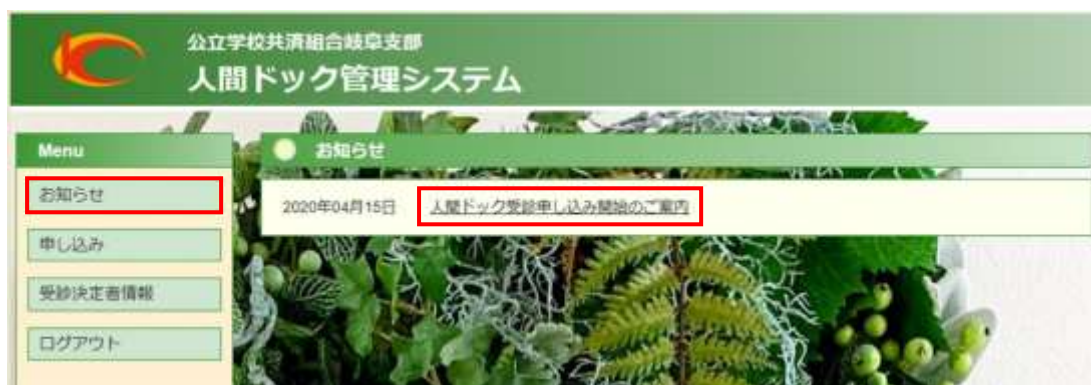 公立学校共済組合岐阜支部
人間ドック管理システム
Menu
お知らせ
申し込み
受診決定者情報
ログアウト
お知らせ
2020年04月15日 人間ドック受診申し込み開始のご案内